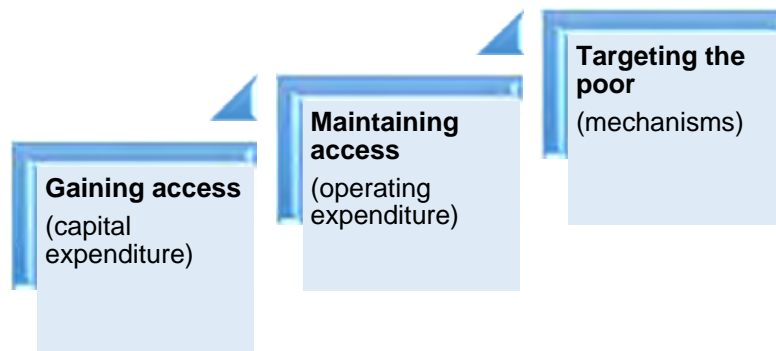 Gaining access
(capital
expenditure)
Maintaining
access
(operating
expenditure)
Targeting the
poor
(mechanisms)